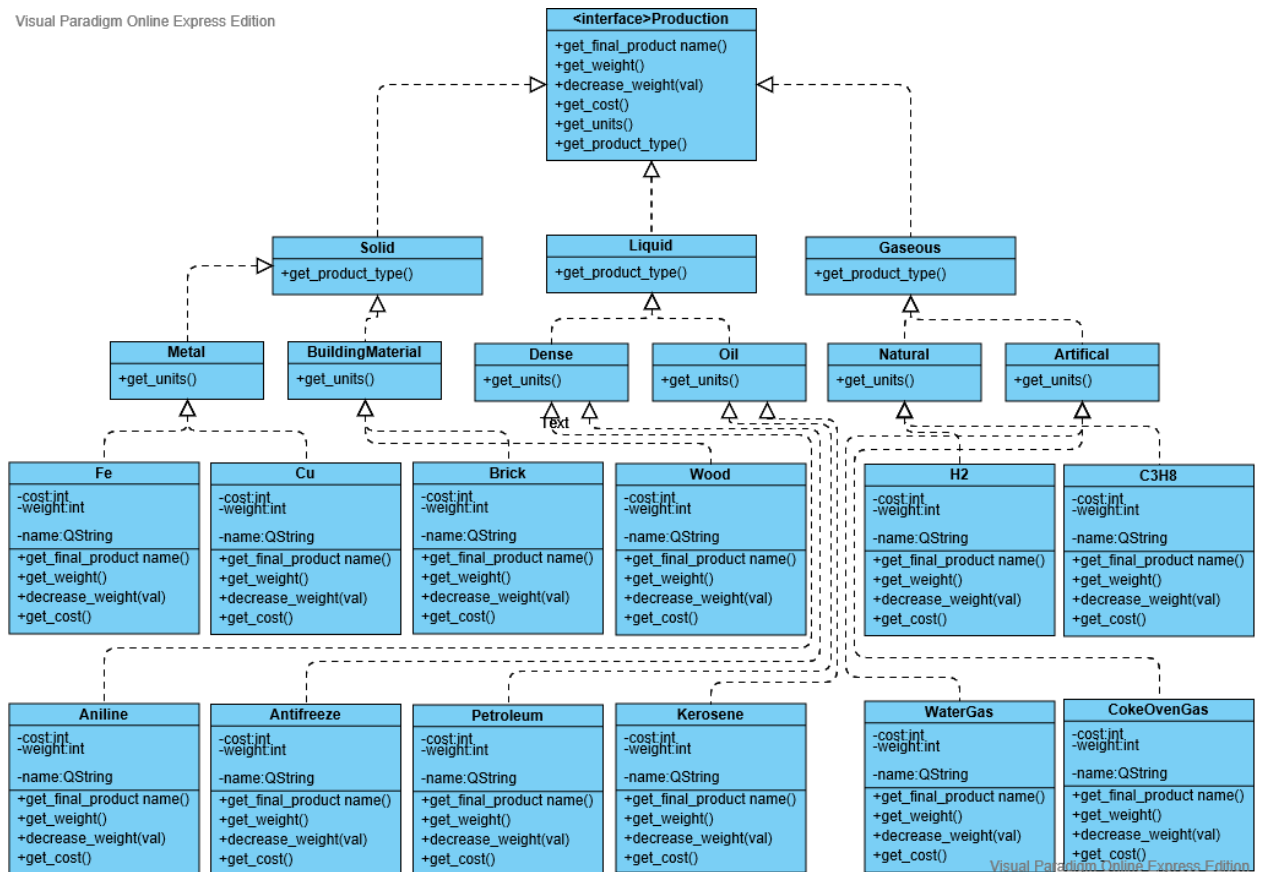 Visual Paradigm Online Express Edition
<interface>Production
+get_final_product name()
+get_weight()
+decrease_weight(val)
+get_cost()
+get_units()
+get_product_type()
Solid
+get_product_type()
Liquid
+get_product_type()
Gaseous
+get_product_type()
Metal
+get_units()
BuildingMaterial
+get_units()
Dense
+get_units()
Oil
+get_units()
Natural
+get_units()
Artifical
+get_units()
Text
Fe
-cost:int
-weight:int
-name:QString
+get_final_product name()
+get_weight()
+decrease_weight(val)
+get_cost()
Cu
-cost:int
-weight:int
-name:QString
+get_final_product name()
+get_weight()
+decrease_weight(val)
+get_cost()
Brick
-cost:int
-weight:int
-name:QString
+get_final_product name()
+get_weight()
+decrease_weight(val)
+get_cost()
Wood
-cost:int
-weight:int
-name:QString
+get_final_product name()
+get_weight()
+decrease_weight(val)
+get_cost()
H2
-cost:int
-weight:int
-name:QString
+get_final_product name()
+get_weight()
+decrease_weight(val)
+get_cost()
C3H8
-cost:int
-weight:int
-name:QString
+get_final_product name()
+get_weight()
+decrease_weight(val)
+get_cost()
Aniline
-cost:int
-weight:int
-name:QString
+get_final_product name()
+get_weight()
+decrease_weight(val)
+get_cost()
Antifreeze
-cost:int
-weight:int
-name:QString
+get_final_product name()
+get_weight()
+decrease_weight(val)
+get_cost()
Petroleum
-cost:int
-weight:int
-name:QString
+get_final_product name()
+get_weight()
+decrease_weight(val)
+get_cost()
Kerosene
-cost:int
-weight:int
-name:QString
+get_final_product name()
+get_weight()
+decrease_weight(val)
+get_cost()
WaterGas
-cost:int
-weight:int
-name:QString
+get_final_product name()
+get_weight()
+decrease_weight(val)
+get_cost()
CokeOvenGas
-cost:int
-weight:int
-name:QString
+get_final_product name()
+get_weight()
+decrease_weight(val)
+get_cost()
Visual Paradigm Online Express Edition